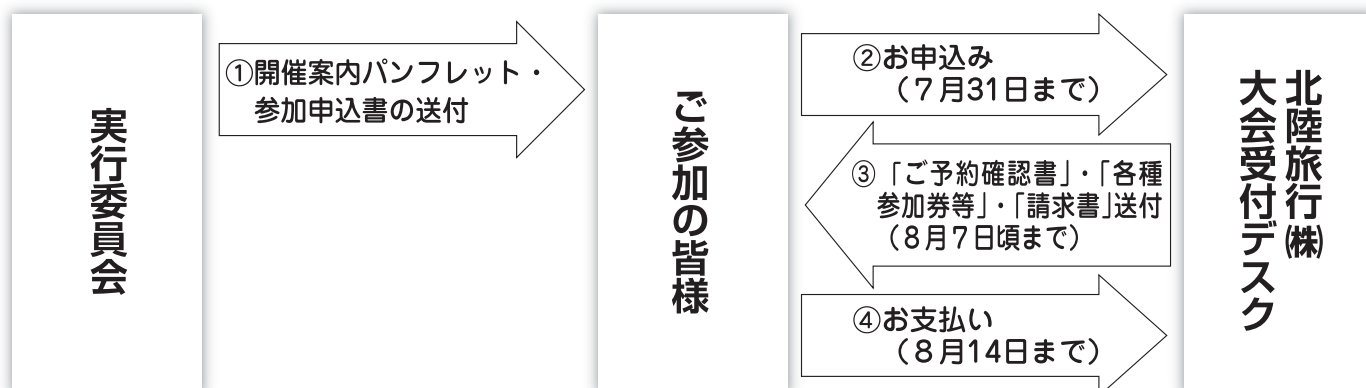 実行委員会
①開催案内パンフレット・
参加申込書の送付
ご参加の皆様
②お申込み
（７月31日まで）
③「ご予約確認書」・「各種
参加券等」・「請求書」送付
（８月７日頃まで）
④お支払い
（８月14日まで）
北陸旅行㈱
大会受付デスク